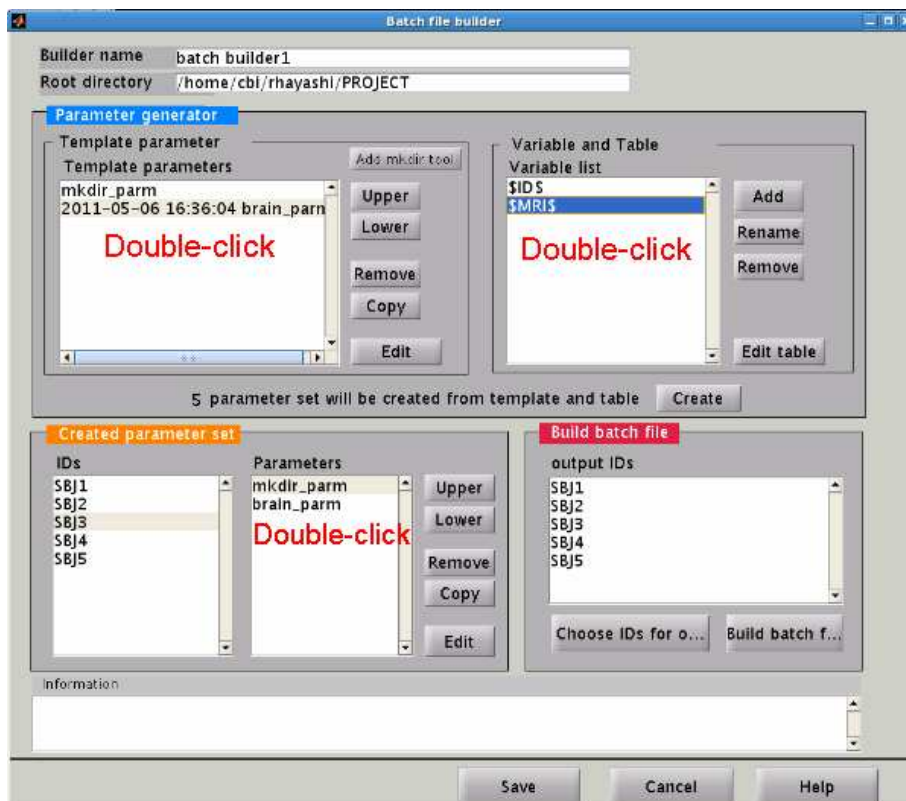 Batch file builder
Builder name batch builder1
Root directory /home/cbi/rhayashi/PROJECT
Parameter generator
Template parameter
Template parameters
Add mkdir tool
mkdir_parm
2011-05-06 16:36:04 brain_parm
Double-click
Upper
Lower
Remove
Copy
Edit
Variable and Table
Variable list
$ID$
$MRI$
Double-click
Add
Rename
Remove
Edit table
5 parameter set will be created from template and table Create
Created parameter set
IDs
SBJ1
SBJ2
SBJ3
SBJ4
SBJ5
Parameters
mkdir_parm
brain_parm
Double-click
Upper
Lower
Remove
Copy
Edit
Build batch file
output IDs
SBJ1
SBJ2
SBJ3
SBJ4
SBJ5
Choose IDs for o... Build batch f...
Information
Save Cancel Help